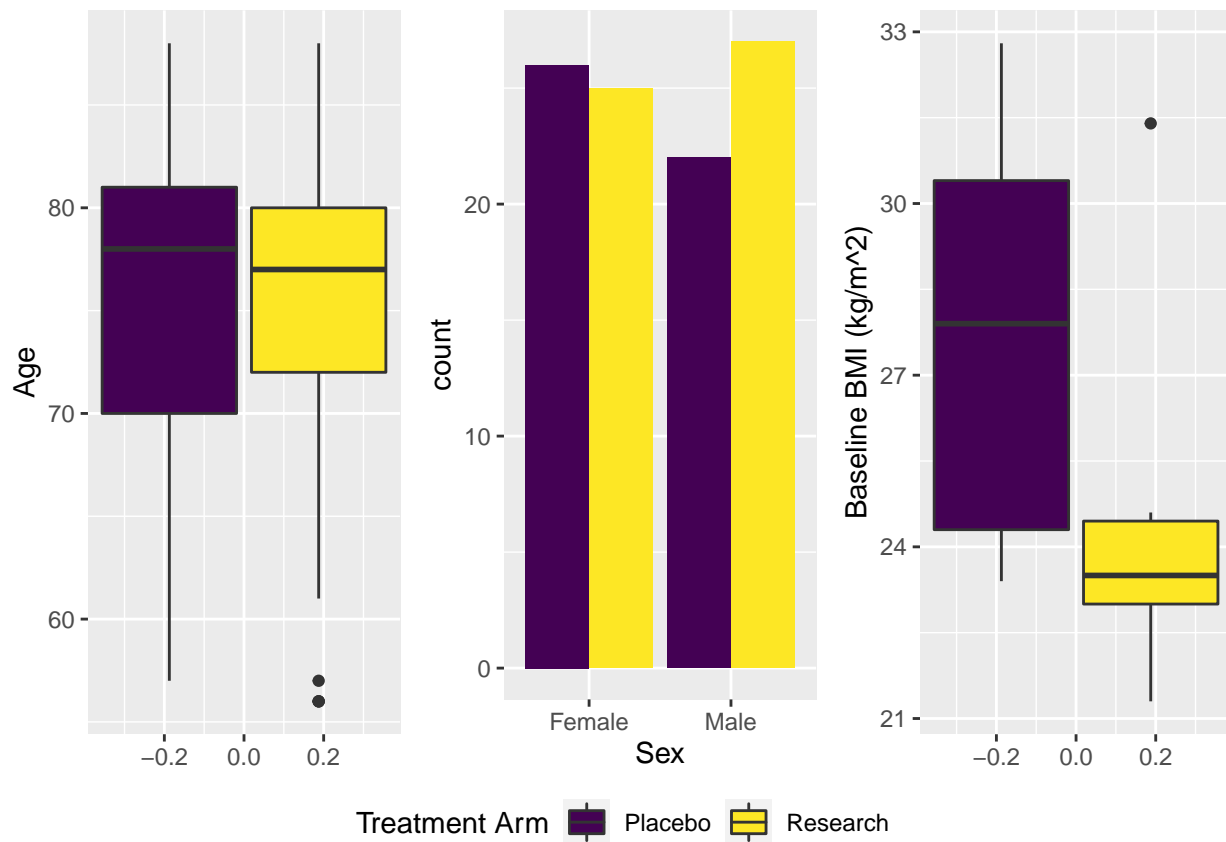 Age
80
70
60
−0.2
0.0
0.2
count
20
10
0
Female
Male
Sex
Baseline BMI (kg/m^2)
33
30
27
24
21
−0.2
0.0
0.2
Treatment Arm
Placebo
Research